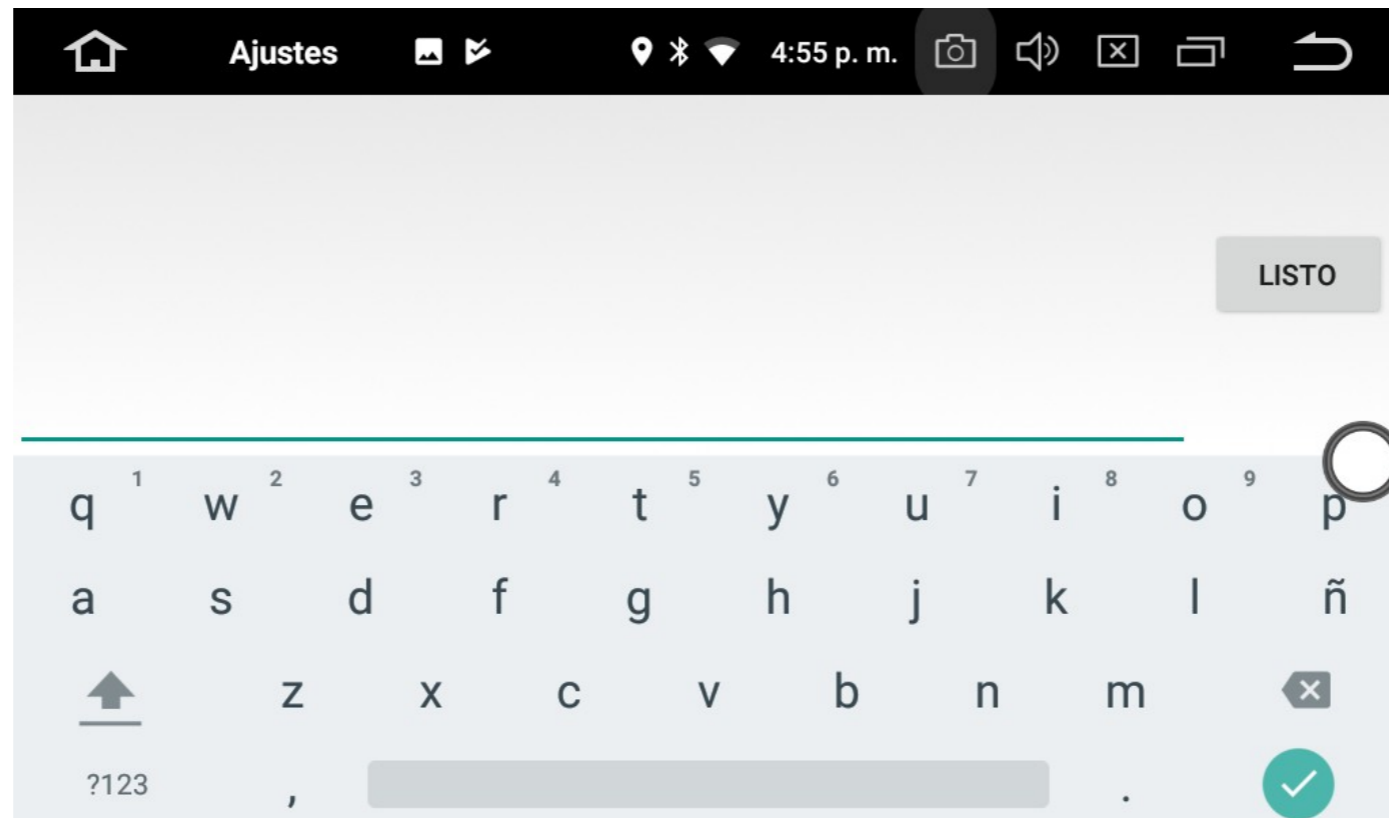 Ajustes 4:55 p. m.
LISTO
q 1 w 2 e 3 r 4 t 5 y 6 u 7 i 8 o 9 p
a s d f g h j k l ñ
z x c v b n m
?123 , .